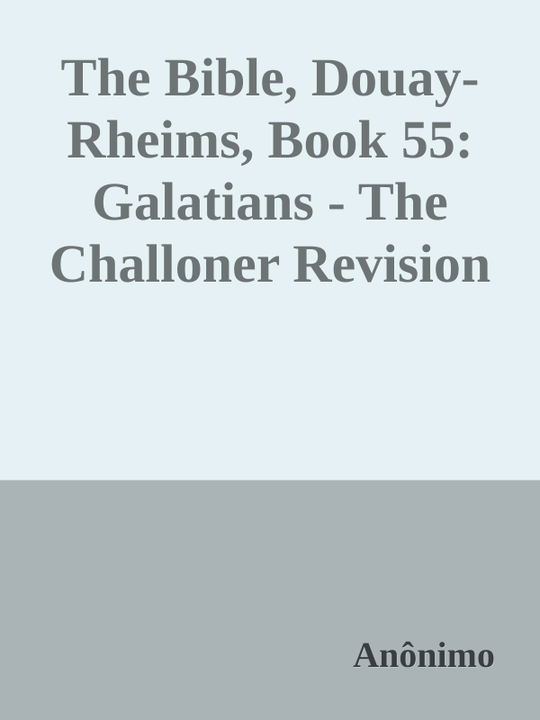 The Bible, Douay-
Rheims, Book 55:
Galatians - The
Challoner Revision
Anônimo